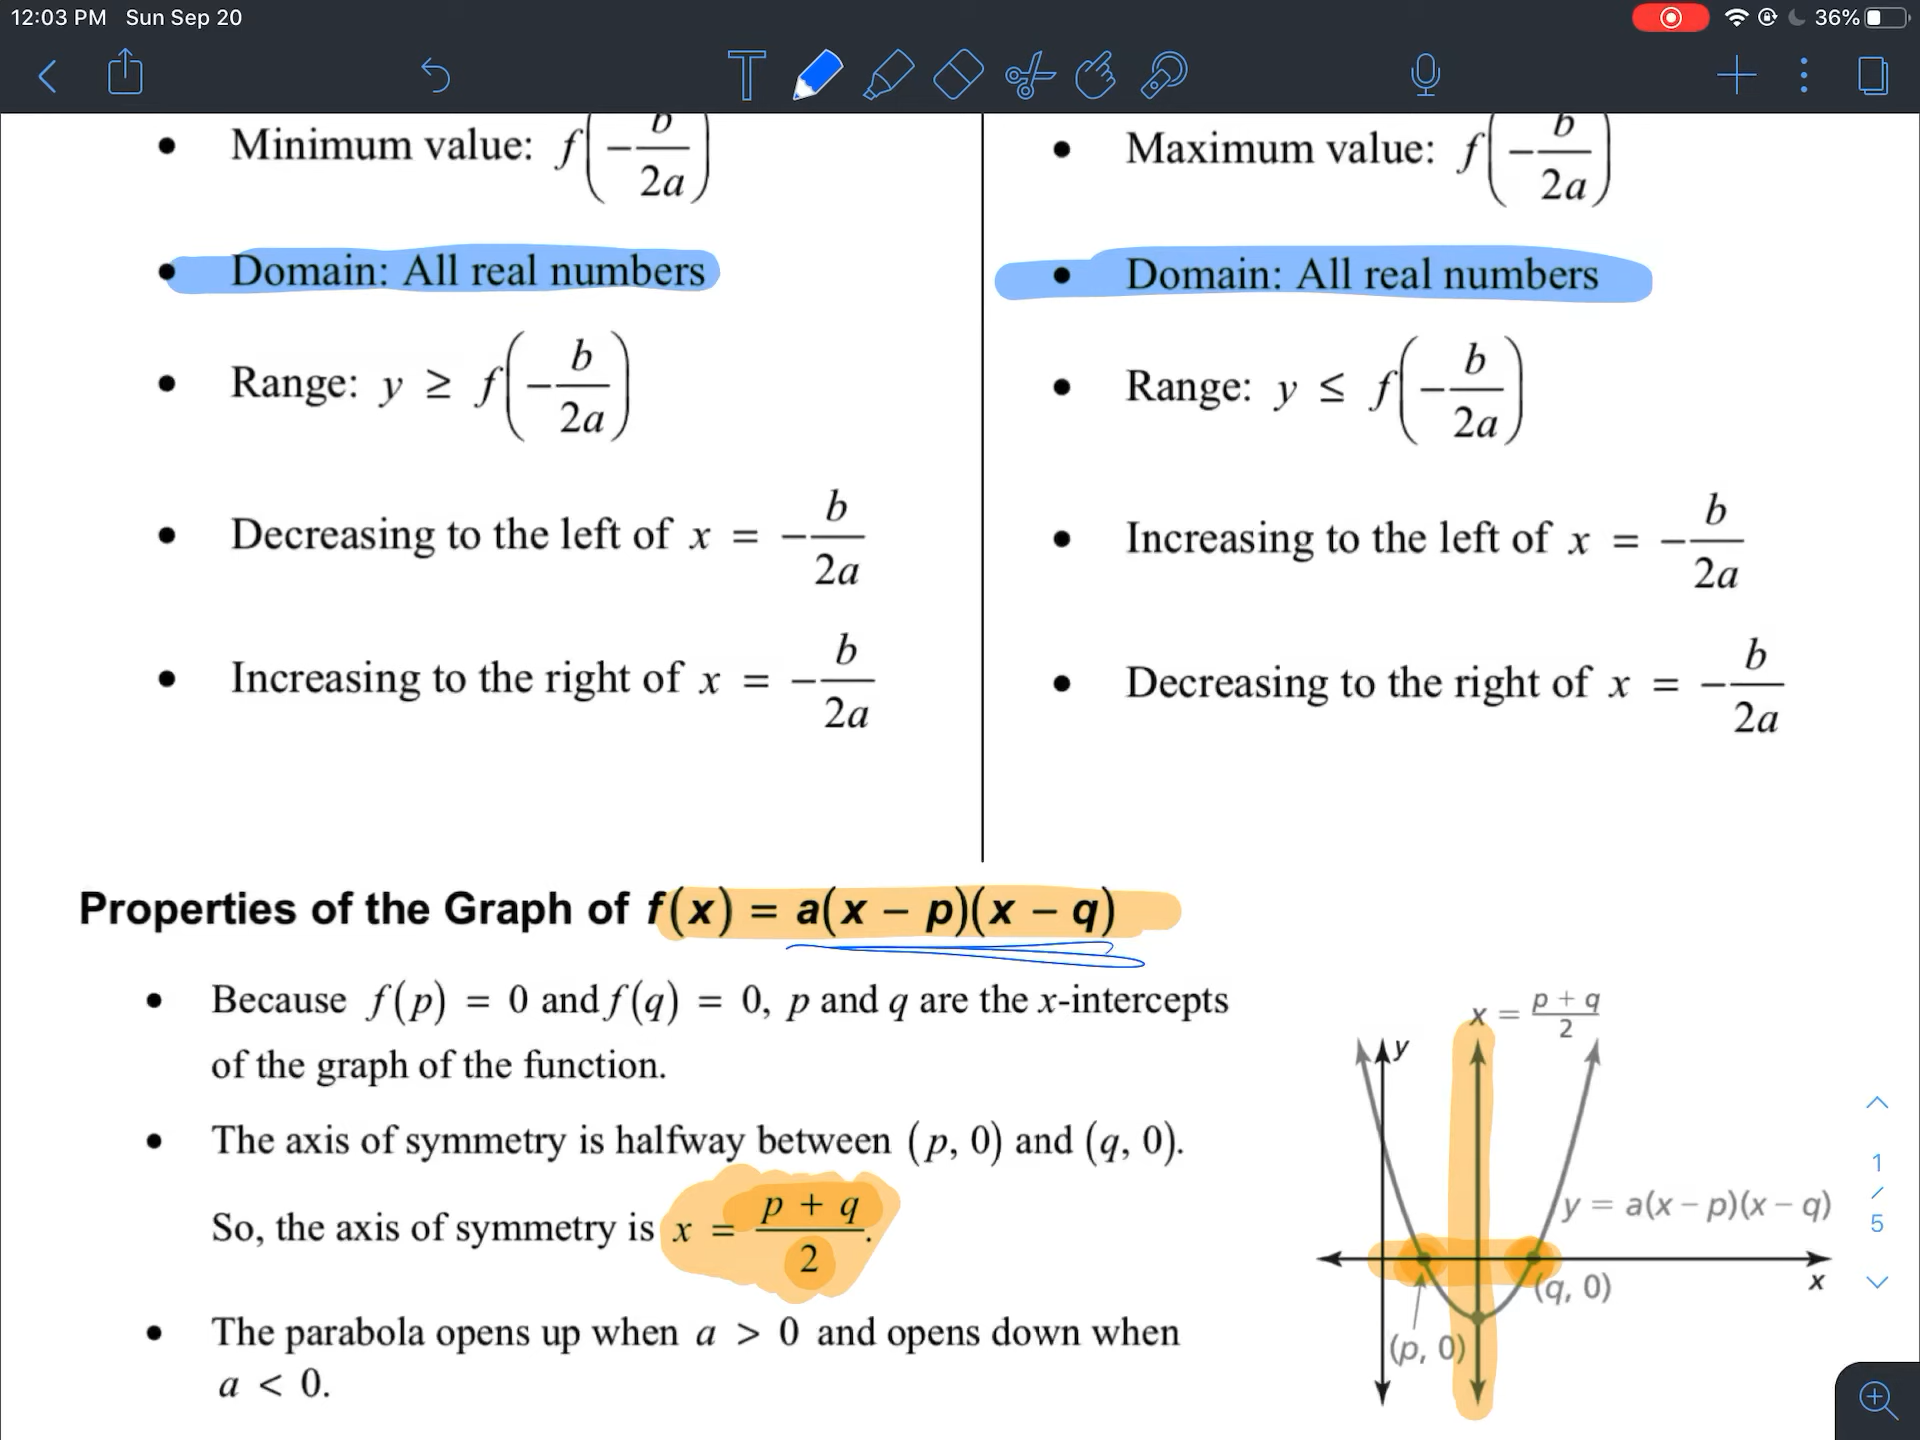 12:03 PM Sun Sep 20
36%
• Minimum value: f(−b/2a)
• Domain: All real numbers
• Range: y ≥ f(−b/2a)
• Decreasing to the left of x = −b/2a
• Increasing to the right of x = −b/2a
• Maximum value: f(−b/2a)
• Domain: All real numbers
• Range: y ≤ f(−b/2a)
• Increasing to the left of x = −b/2a
• Decreasing to the right of x = −b/2a
Properties of the Graph of f(x) = a(x − p)(x − q)
• Because f(p) = 0 and f(q) = 0, p and q are the x-intercepts
of the graph of the function.
• The axis of symmetry is halfway between (p, 0) and (q, 0).
So, the axis of symmetry is x = (p + q)/2.
• The parabola opens up when a > 0 and opens down when
a < 0.
x = (p + q)/2
y
y = a(x − p)(x − q)
x
(q, 0)
(p, 0)
1
/
5